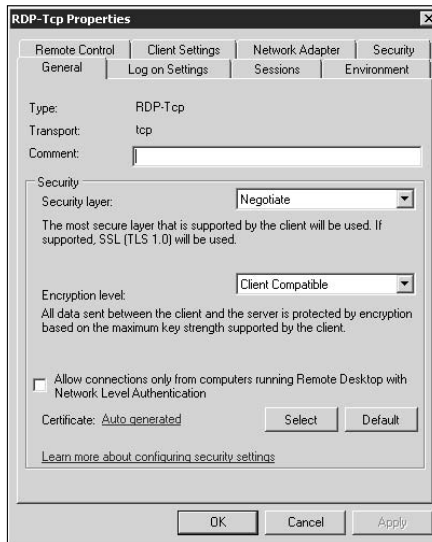 RDP-Tcp Properties
Remote Control Client Settings Network Adapter Security
General Log on Settings Sessions Environment
Type: RDP-Tcp
Transport: tcp
Comment:
Security
Security layer: Negotiate
The most secure layer that is supported by the client will be used. If
supported, SSL (TLS 1.0) will be used.
Encryption level: Client Compatible
All data sent between the client and the server is protected by encryption
based on the maximum key strength supported by the client.
Allow connections only from computers running Remote Desktop with
Network Level Authentication
Certificate: Auto generated Select Default
Learn more about configuring security settings
OK Cancel Apply